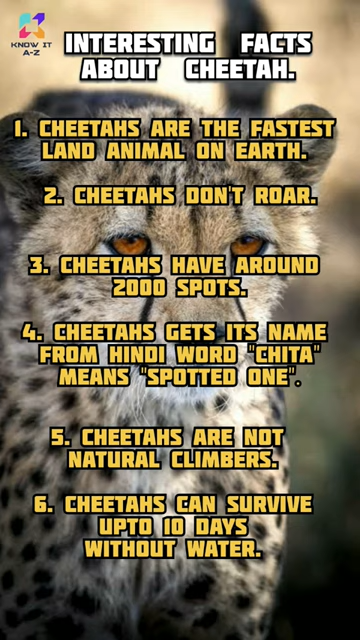 KNOW IT
A-Z
INTERESTING FACTS
ABOUT CHEETAH.
1. CHEETAHS ARE THE FASTEST
LAND ANIMAL ON EARTH.
2. CHEETAHS DON'T ROAR.
3. CHEETAHS HAVE AROUND
2000 SPOTS.
4. CHEETAHS GETS ITS NAME
FROM HINDI WORD "CHITA"
MEANS "SPOTTED ONE".
5. CHEETAHS ARE NOT
NATURAL CLIMBERS.
6. CHEETAHS CAN SURVIVE
UPTO 10 DAYS
WITHOUT WATER.